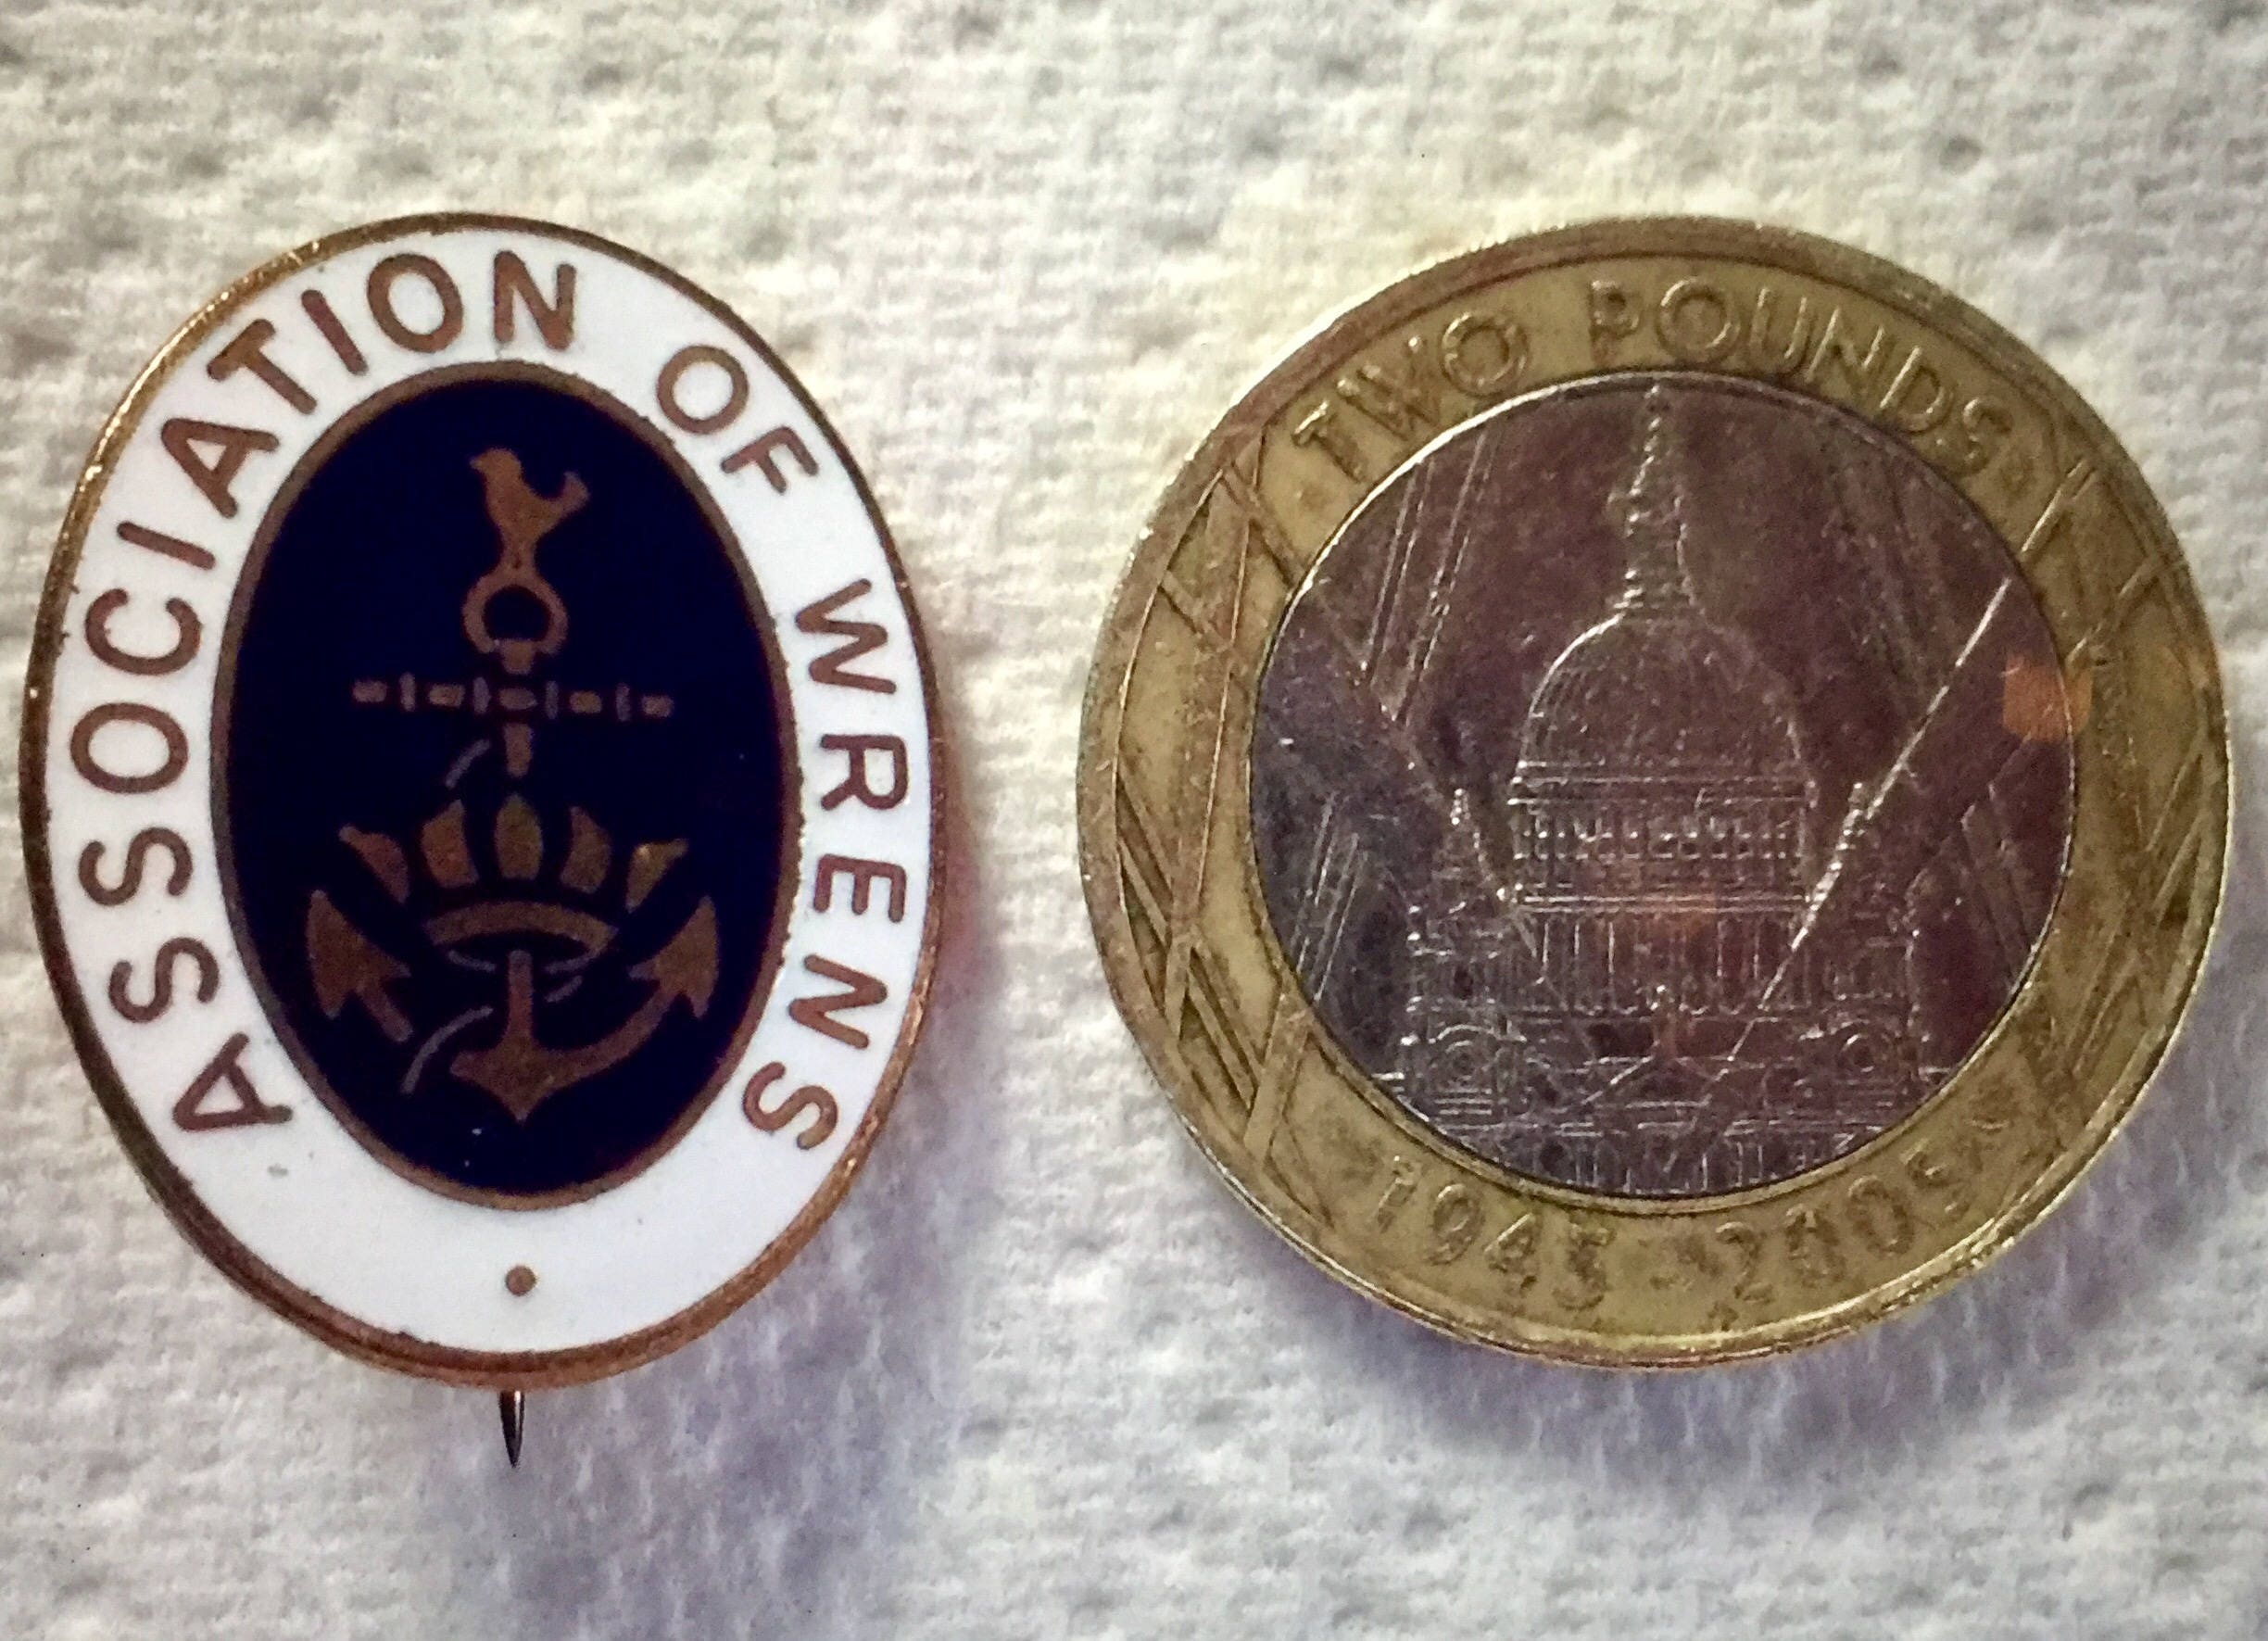 ASSOCIATION OF WRENS
TWO POUNDS
1945-2005